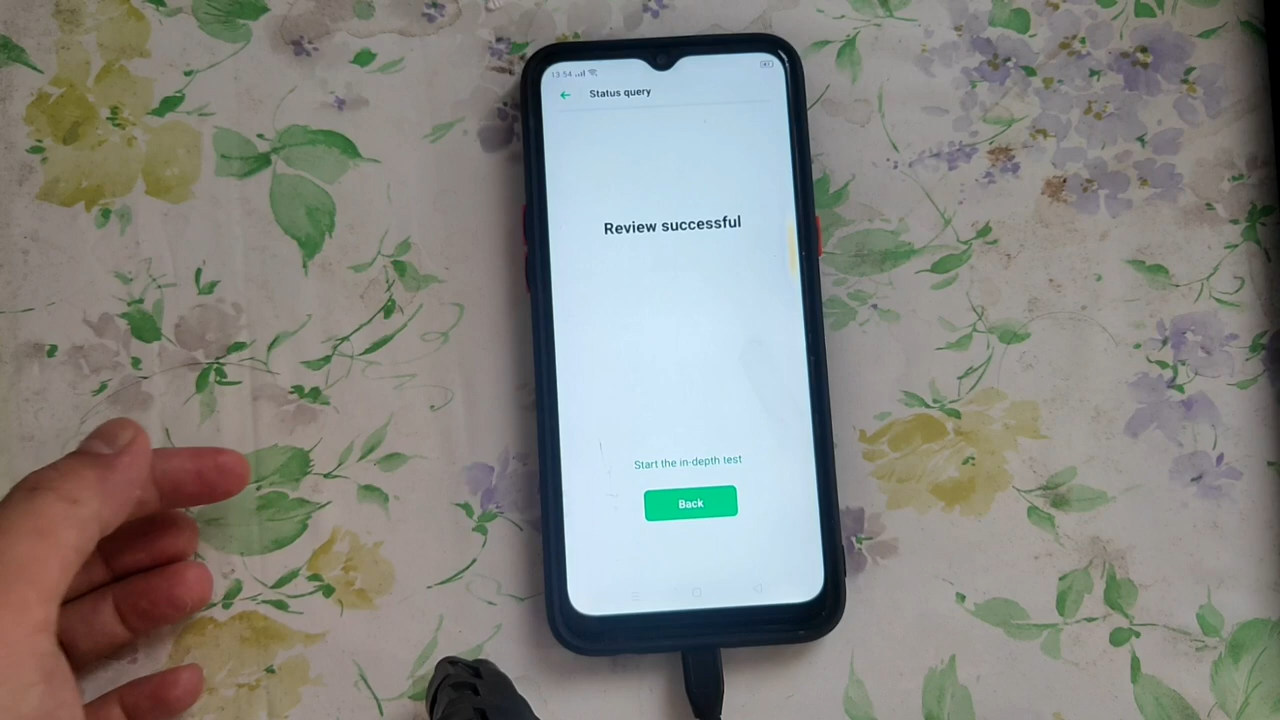 13.54
Status query
Review successful
Start the in-depth test
Back